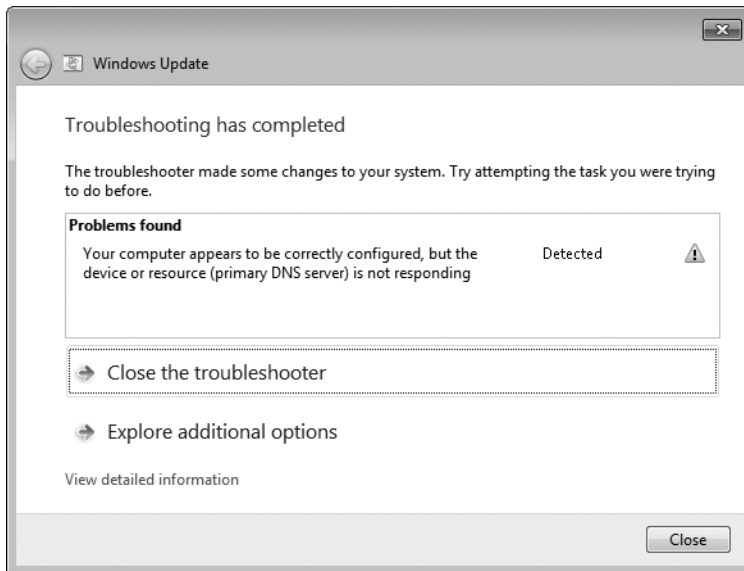 Windows Update
Troubleshooting has completed
The troubleshooter made some changes to your system. Try attempting the task you were trying
to do before.
Problems found
Your computer appears to be correctly configured, but the
device or resource (primary DNS server) is not responding
Detected
Close the troubleshooter
Explore additional options
View detailed information
Close